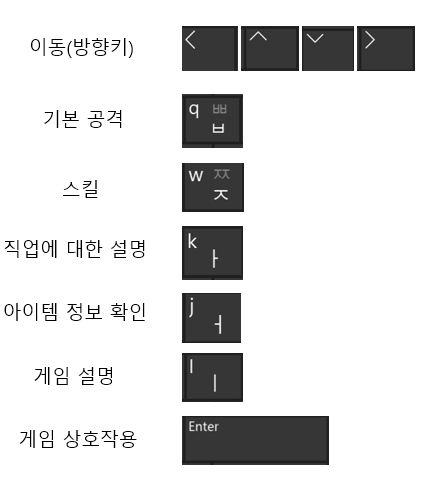 이동(방향키) < ^ ∨ >
기본 공격 q ㅃ ㅂ
스킬 w ㅉ ㅈ
직업에 대한 설명 k ㅏ
아이템 정보 확인 j ㅓ
게임 설명 l ㅣ
게임 상호작용 Enter